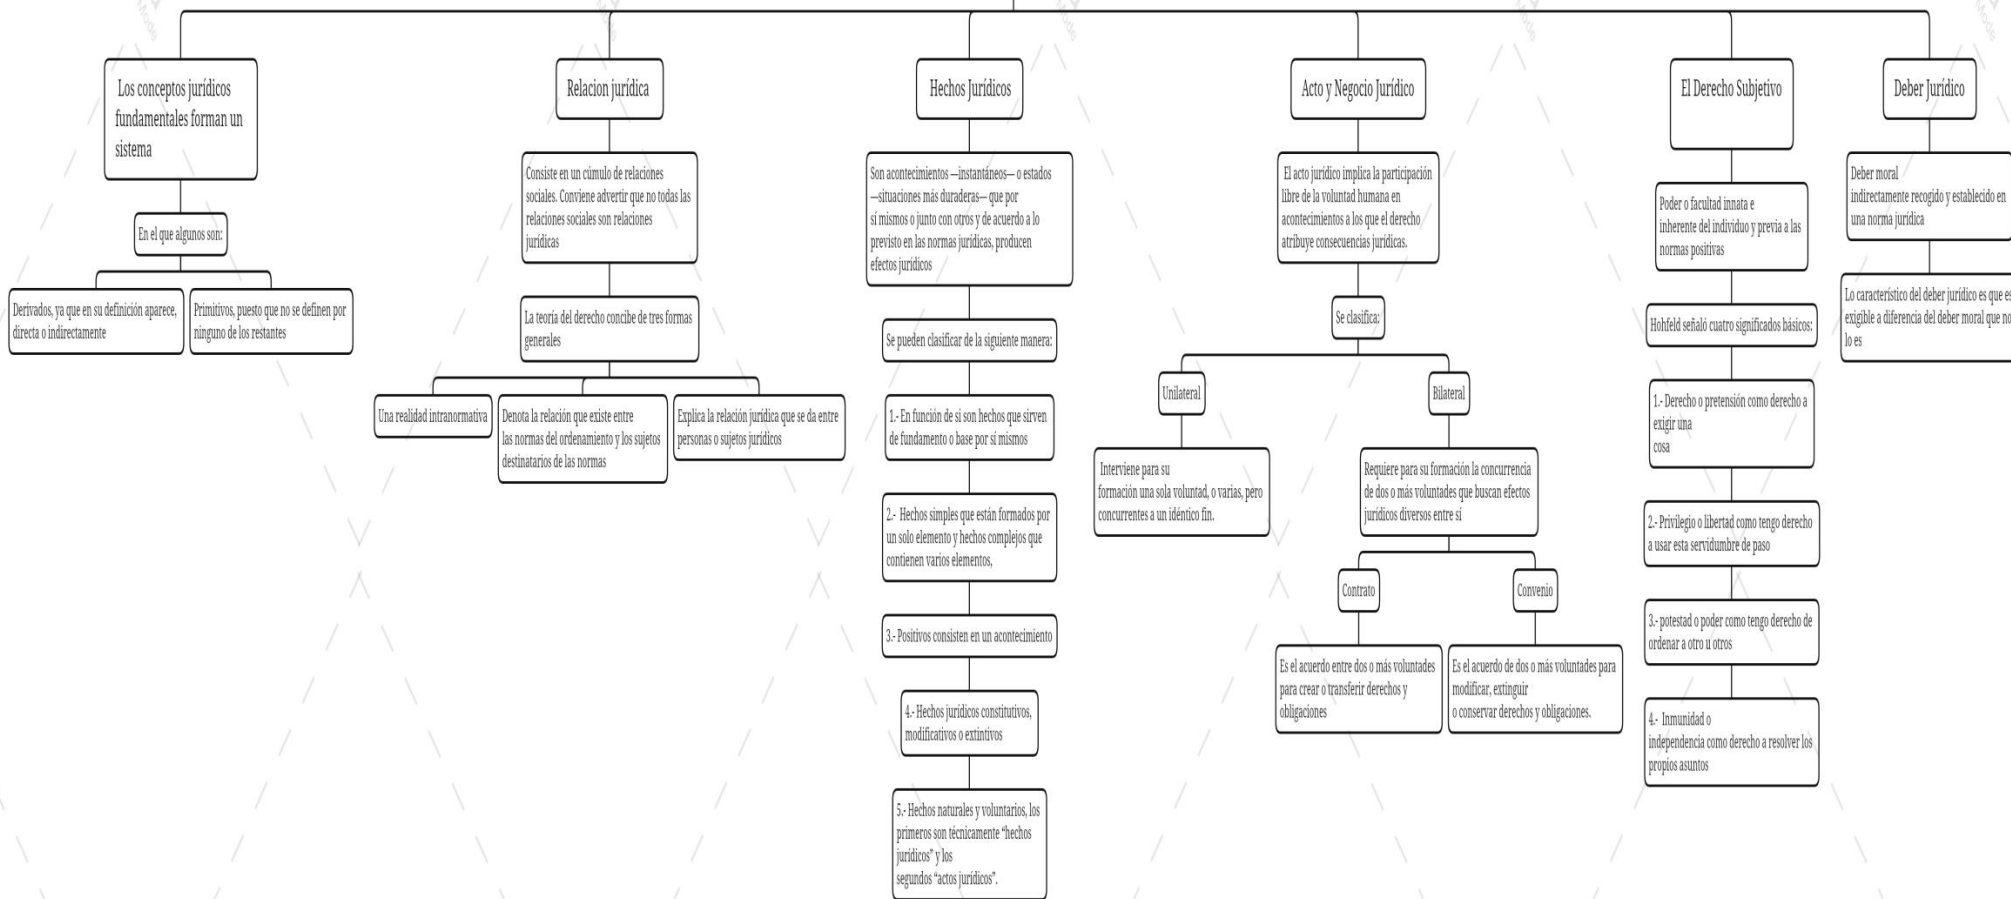 Los conceptos jurídicos
fundamentales forman un
sistema
En el que algunos son:
Derivados, ya que en su definición aparece,
directa o indirectamente
Primitivos, puesto que no se definen por
ninguno de los restantes
Relacion jurídica
Consiste en un cúmulo de relaciones
sociales. Conviene advertir que no todas las
relaciones sociales son relaciones
jurídicas
La teoría del derecho concibe de tres formas
generales
Una realidad intranormativa
Denota la relación que existe entre
las normas del ordenamiento y los sujetos
destinatarios de las normas
Explica la relación jurídica que se da entre
personas o sujetos jurídicos
Hechos Jurídicos
Son acontecimientos —instantáneos— o estados
—situaciones más duraderas— que por
sí mismos o junto con otros y de acuerdo a lo
previsto en las normas jurídicas, producen
efectos jurídicos
Se pueden clasificar de la siguiente manera:
1.- En función de si son hechos que sirven
de fundamento o base por sí mismos
2.- Hechos simples que están formados por
un solo elemento y hechos complejos que
contienen varios elementos,
3.- Positivos consisten en un acontecimiento
4.- Hechos jurídicos constitutivos,
modificativos o extintivos
5.- Hechos naturales y voluntarios, los
primeros son técnicamente “hechos
jurídicos” y los
segundos “actos jurídicos”.
Acto y Negocio Jurídico
El acto jurídico implica la participación
libre de la voluntad humana en
acontecimientos a los que el derecho
atribuye consecuencias jurídicas.
Se clasifica:
Unilateral
Interviene para su
formación una sola voluntad, o varias, pero
concurrentes a un idéntico fin.
Bilateral
Requiere para su formación la concurrencia
de dos o más voluntades que buscan efectos
jurídicos diversos entre sí
Contrato
Es el acuerdo entre dos o más voluntades
para crear o transferir derechos y
obligaciones
Convenio
Es el acuerdo de dos o más voluntades para
modificar, extinguir
o conservar derechos y obligaciones.
El Derecho Subjetivo
Poder o facultad innata e
inherente del individuo y previa a las
normas positivas
Hohfeld señaló cuatro significados básicos:
1.- Derecho o pretensión como derecho a
exigir una
cosa
2.- Privilegio o libertad como tengo derecho
a usar esta servidumbre de paso
3.- potestad o poder como tengo derecho de
ordenar a otro u otros
4.- Inmunidad o
independencia como derecho a resolver los
propios asuntos
Deber Jurídico
Deber moral
indirectamente recogido y establecido en
una norma jurídica
Lo característico del deber jurídico es que es
exigible a diferencia del deber moral que no
lo es